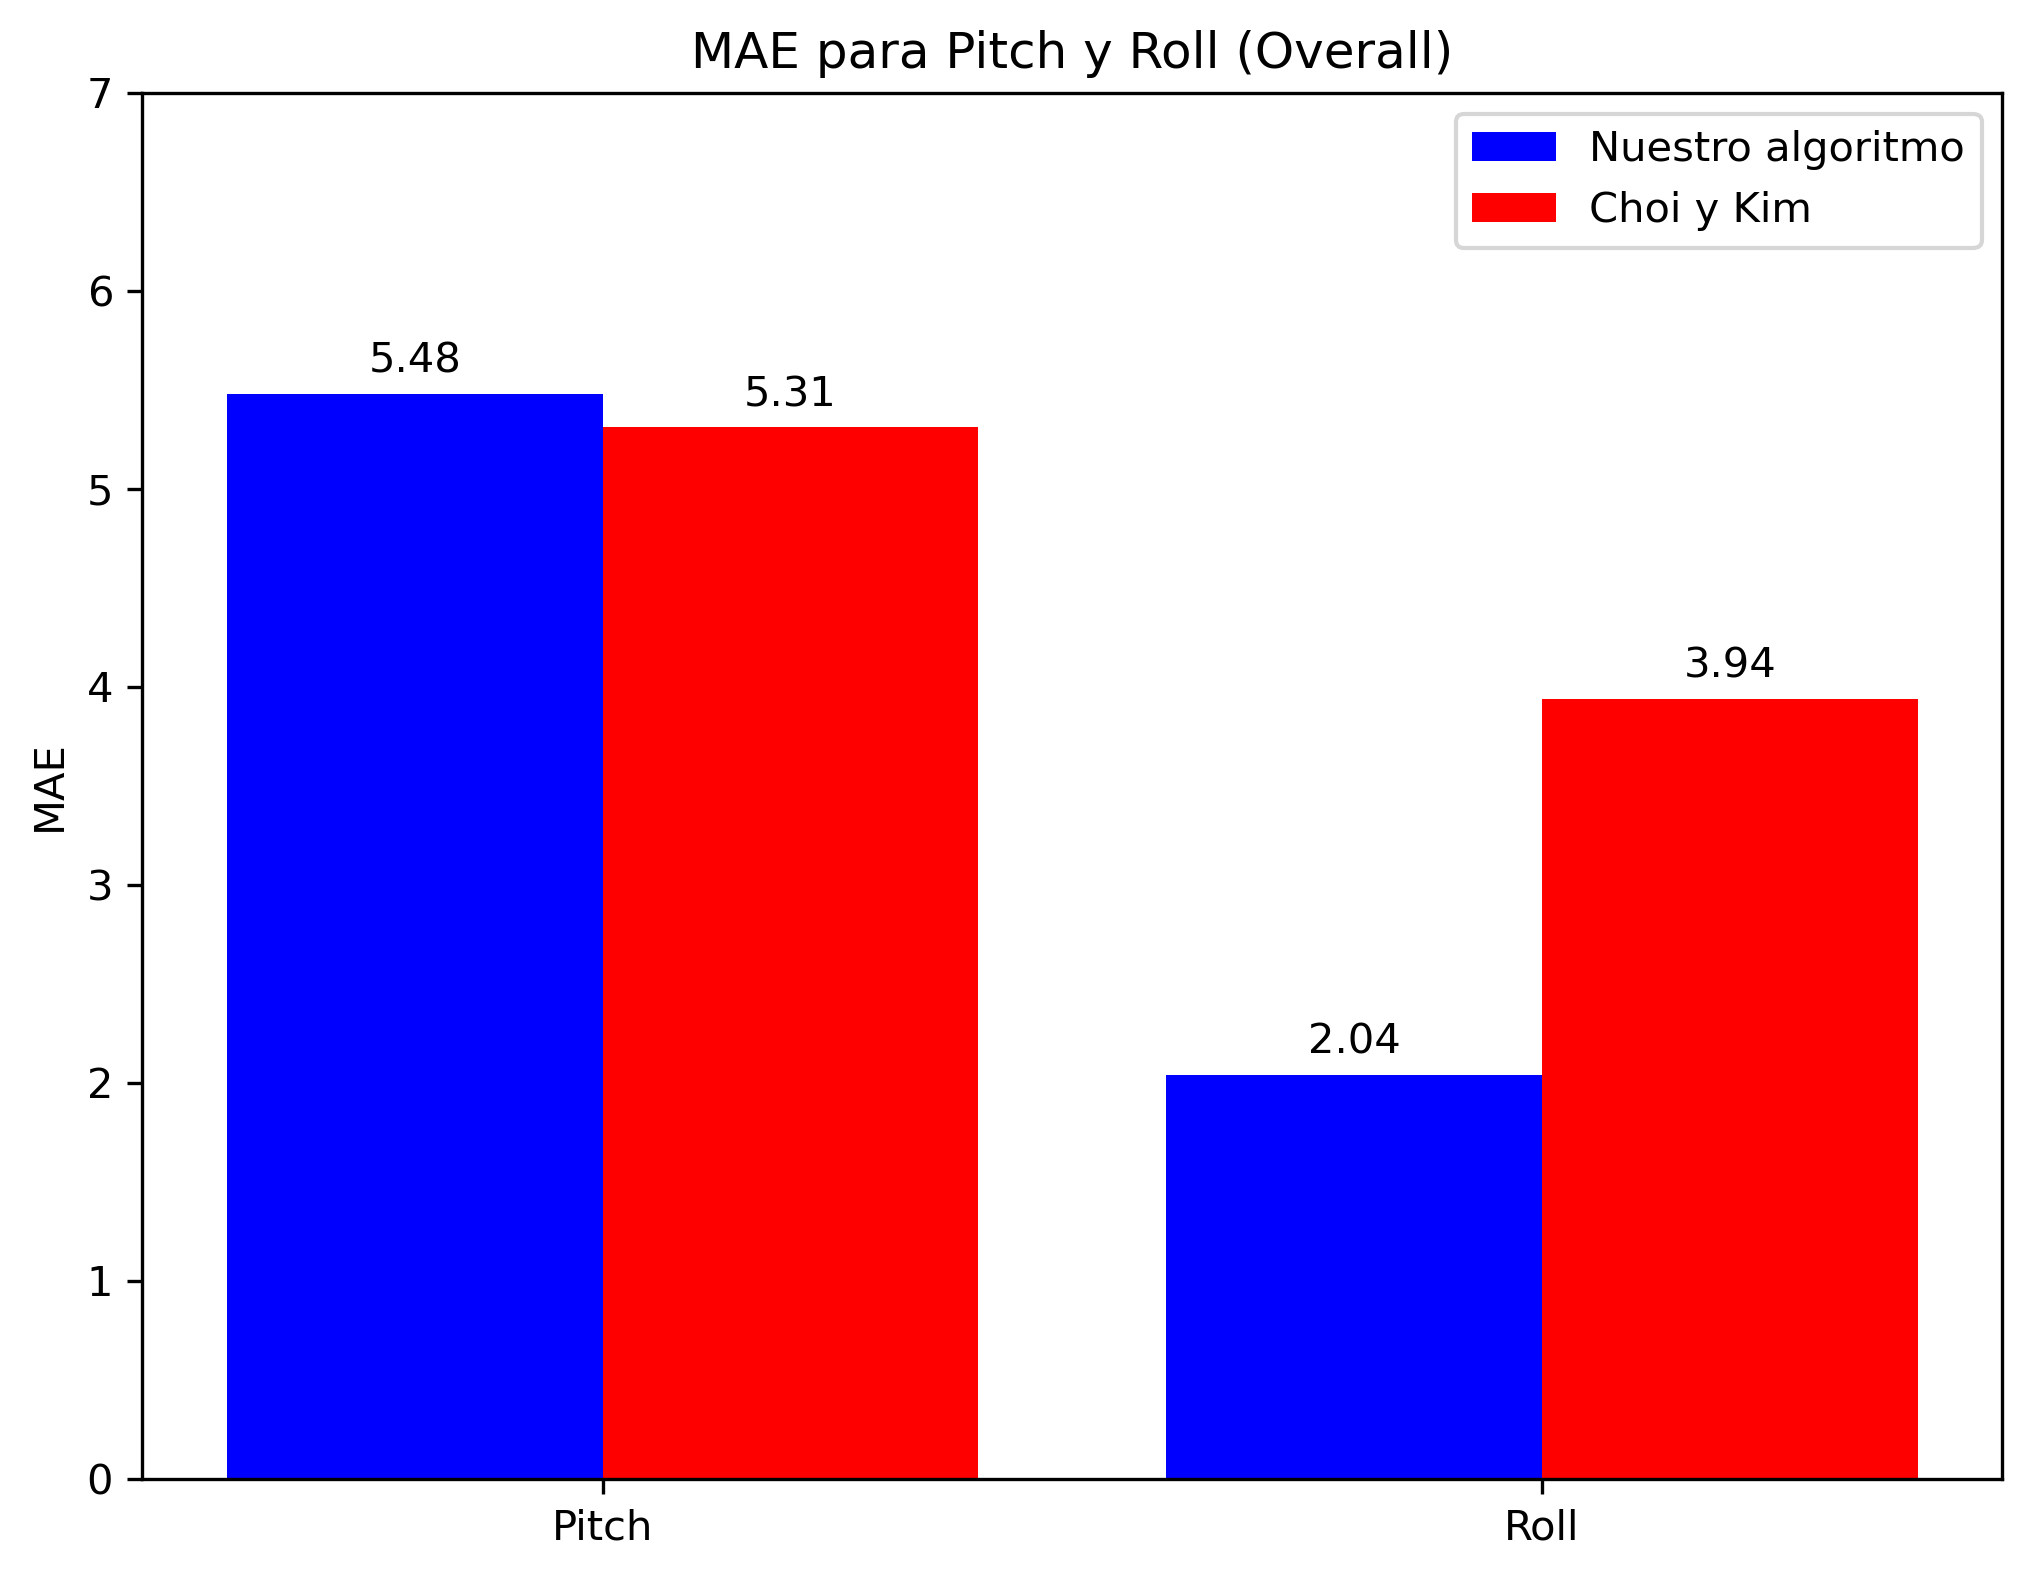 MAE para Pitch y Roll (Overall)
7
6
5
4
3
2
1
0
MAE
Nuestro algoritmo
Choi y Kim
5.48
5.31
2.04
3.94
Pitch
Roll